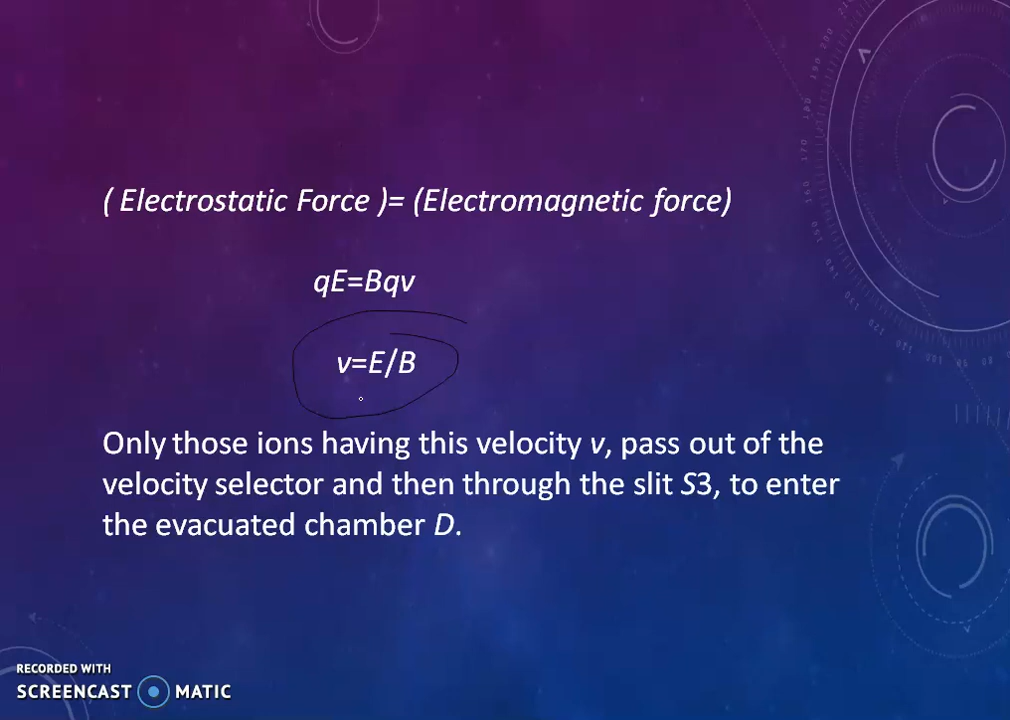 ( Electrostatic Force )= (Electromagnetic force)
qE=Bqv
v=E/B
Only those ions having this velocity v, pass out of the
velocity selector and then through the slit S3, to enter
the evacuated chamber D.
RECORDED WITH
SCREENCAST MATIC